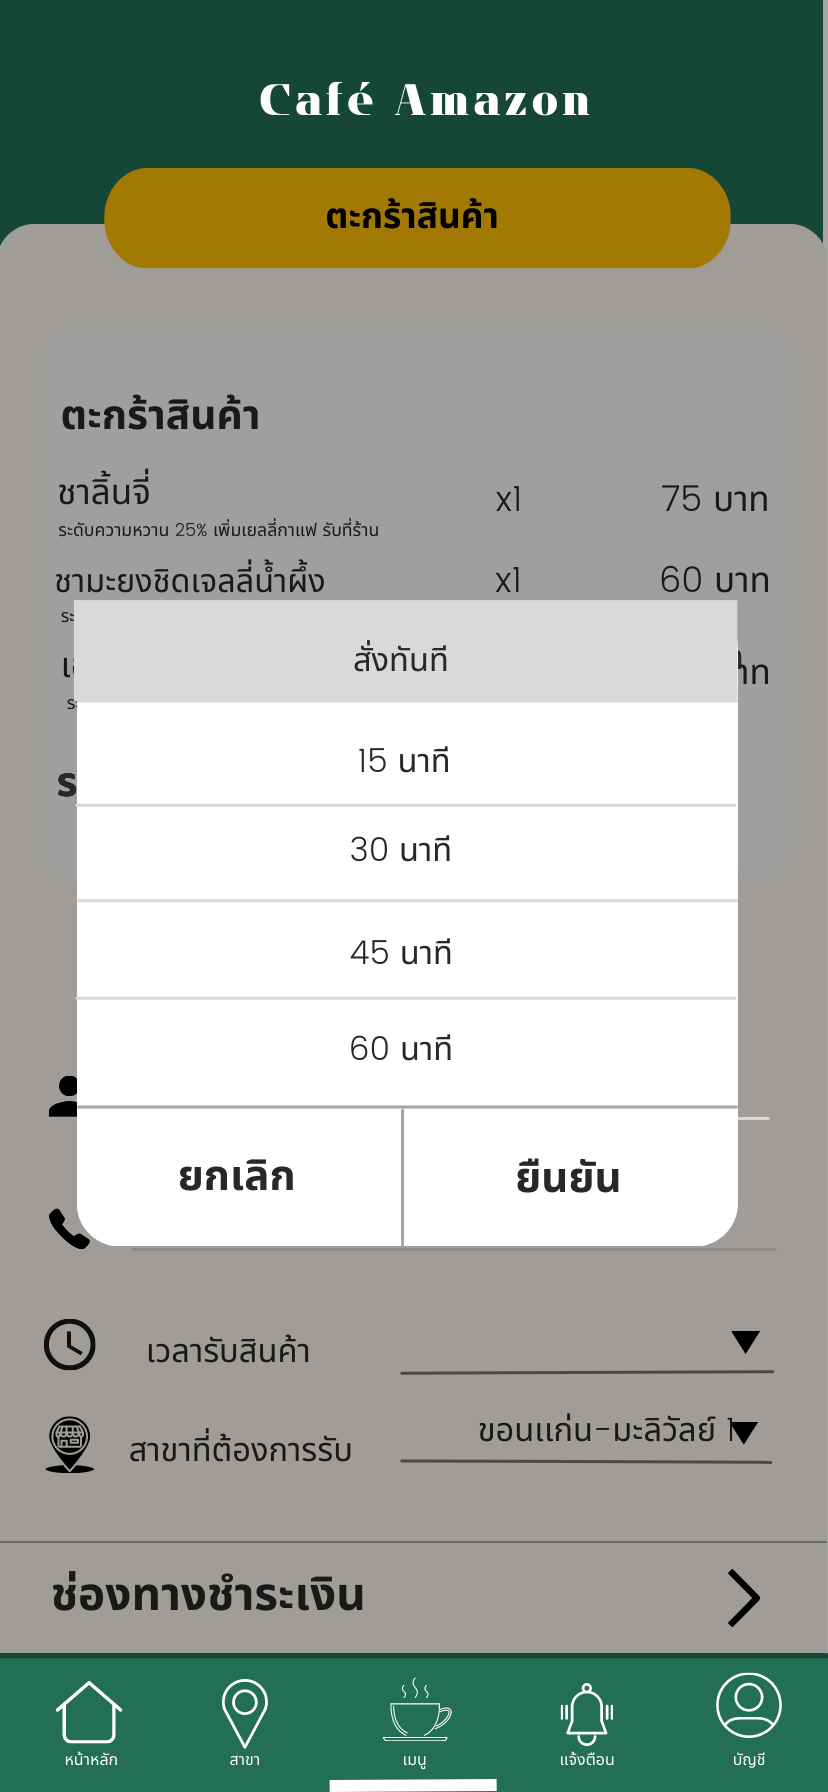 Café Amazon
ตะกร้าสินค้า
ตะกร้าสินค้า
ชาลิ้นจี่ x1 75 บาท
ระดับความหวาน 25% เพิ่มเยลลี่กาแฟ รับที่ร้าน
ชามะยงชิดเจลลี่น้ำผึ้ง x1 60 บาท
สั่งทันที
15 นาที
30 นาที
45 นาที
60 นาที
ยกเลิก ยืนยัน
เวลารับสินค้า
สาขาที่ต้องการรับ ขอนแก่น-มะลิวัลย์ 1
ช่องทางชำระเงิน
หน้าหลัก สาขา เมนู แจ้งตือน บัญชี